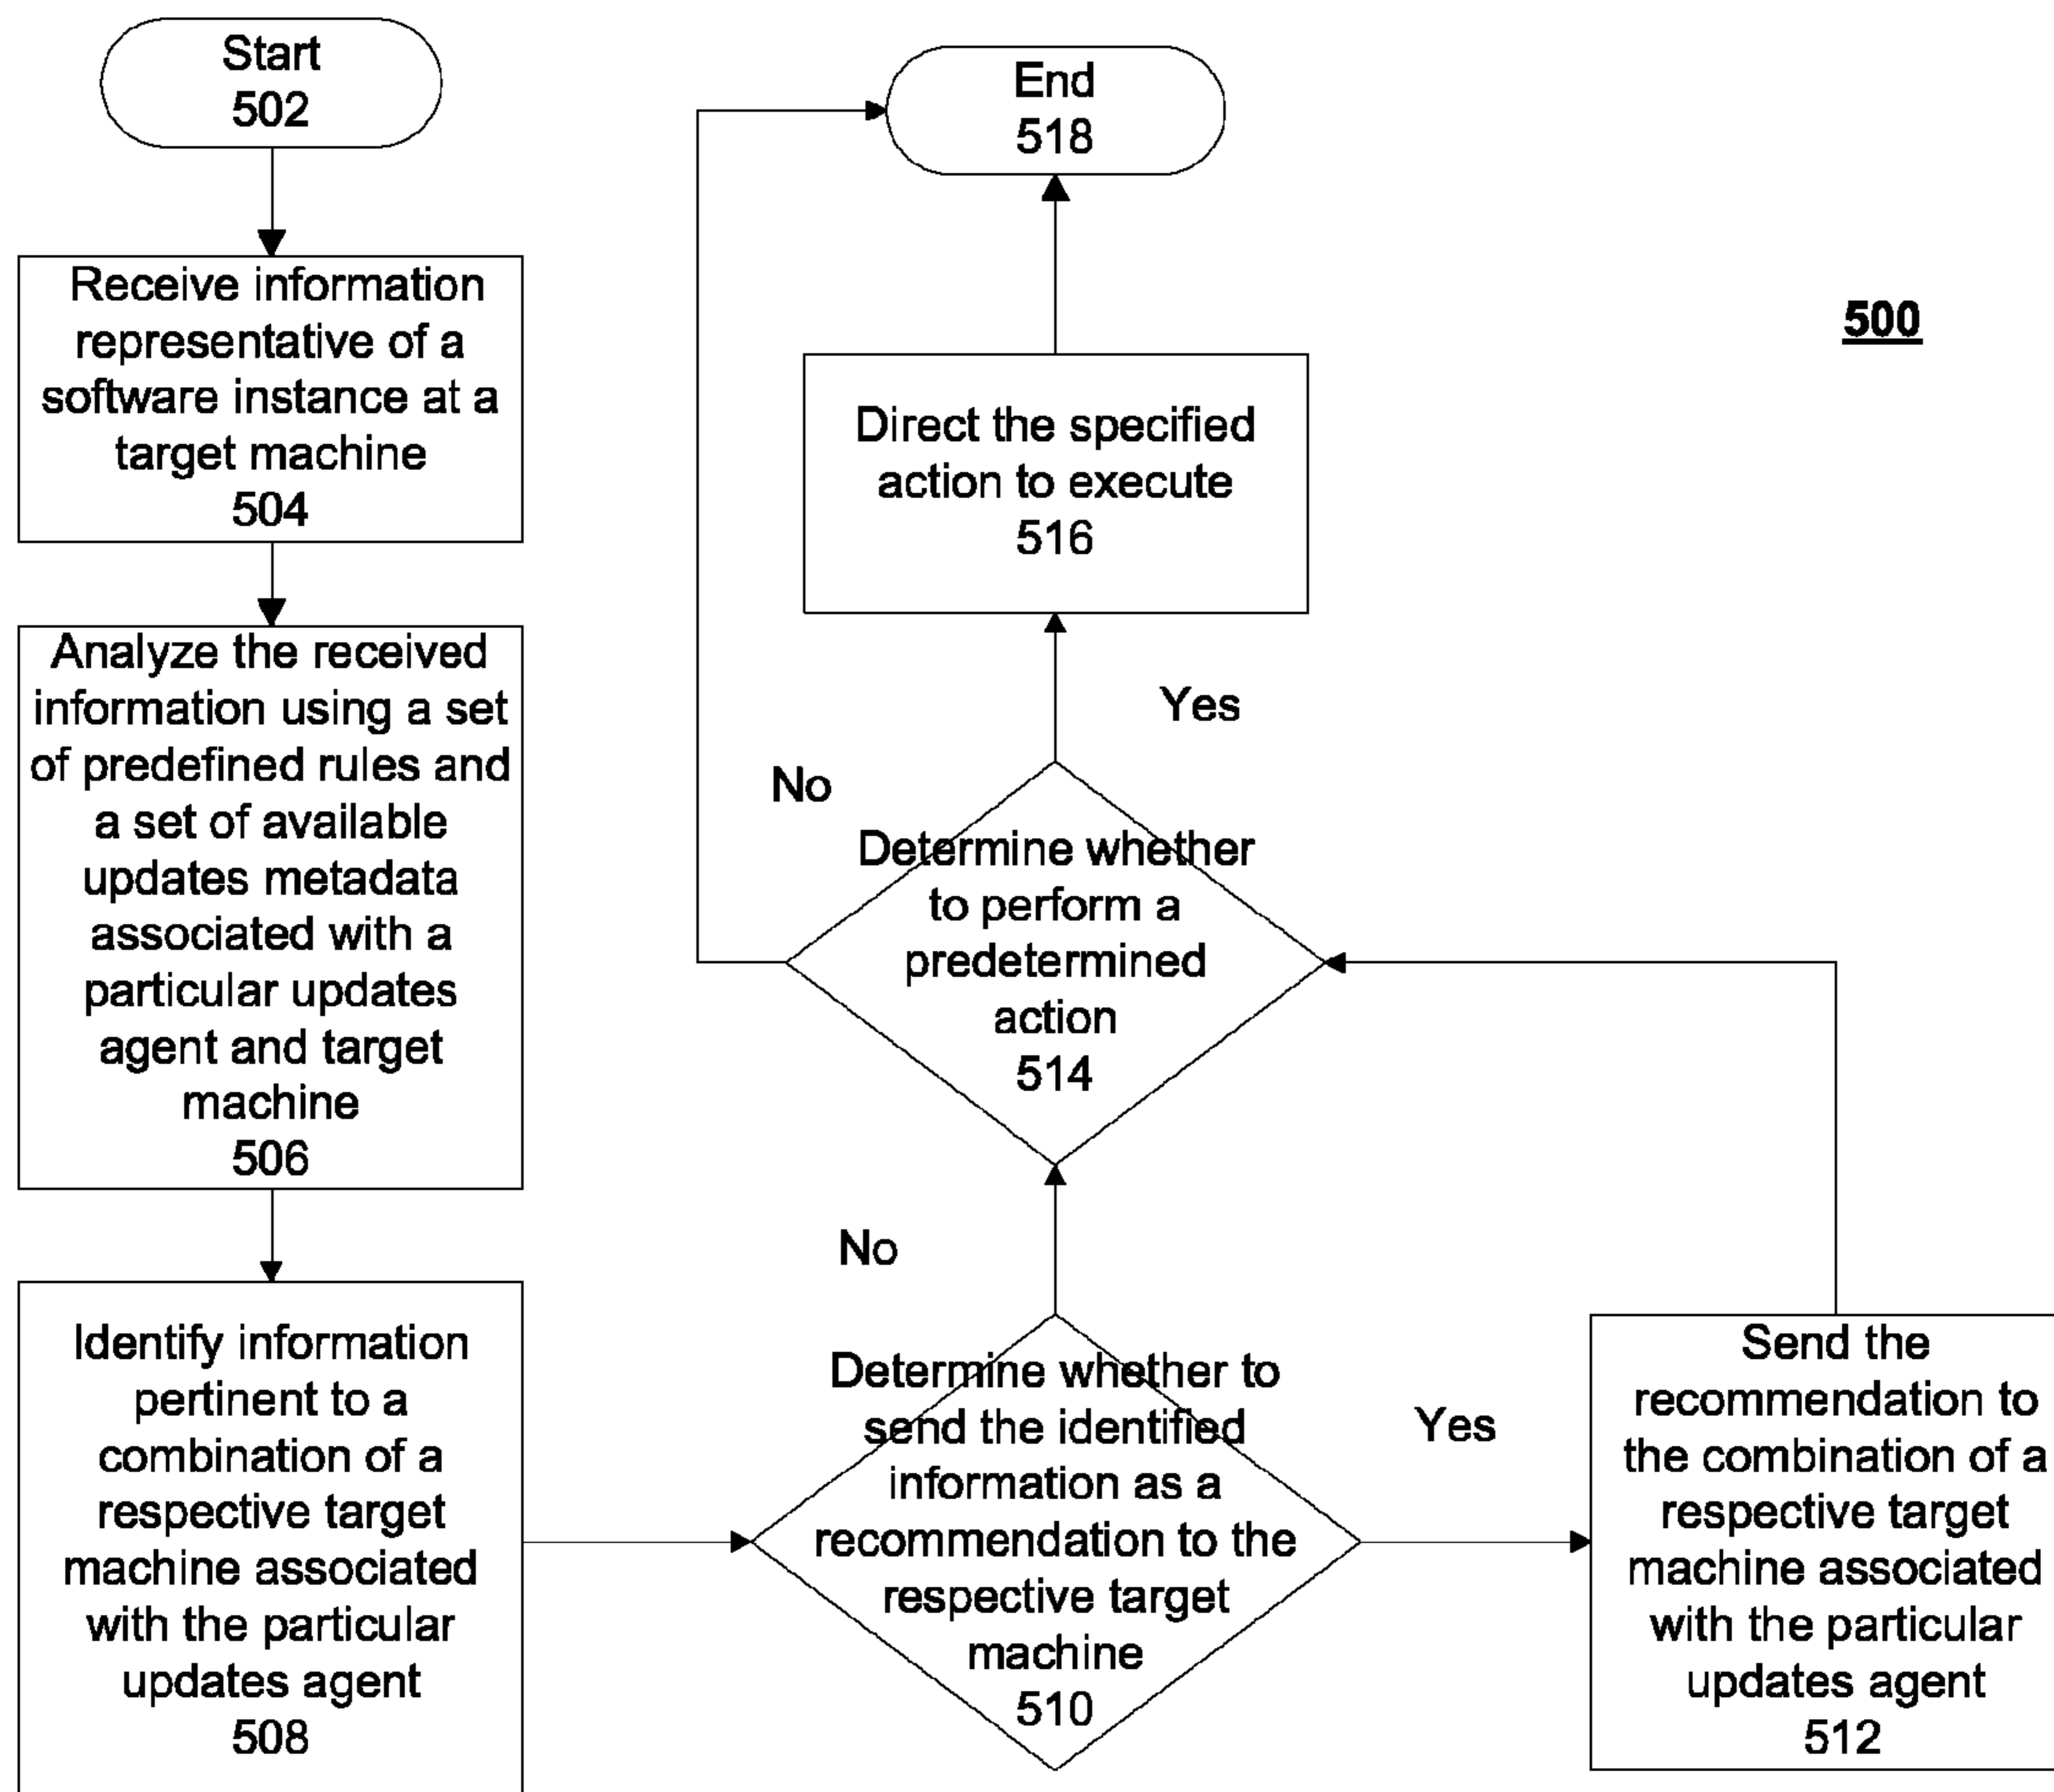 Start
502
Receive information
representative of a
software instance at a
target machine
504
Analyze the received
information using a set
of predefined rules and
a set of available
updates metadata
associated with a
particular updates
agent and target
machine
506
Identify information
pertinent to a
combination of a
respective target
machine associated
with the particular
updates agent
508
Determine whether to
send the identified
information as a
recommendation to the
respective target
machine
510
Yes
Send the
recommendation to
the combination of a
respective target
machine associated
with the particular
updates agent
512
No
Determine whether
to perform a
predetermined
action
514
No
Yes
Direct the specified
action to execute
516
End
518
500